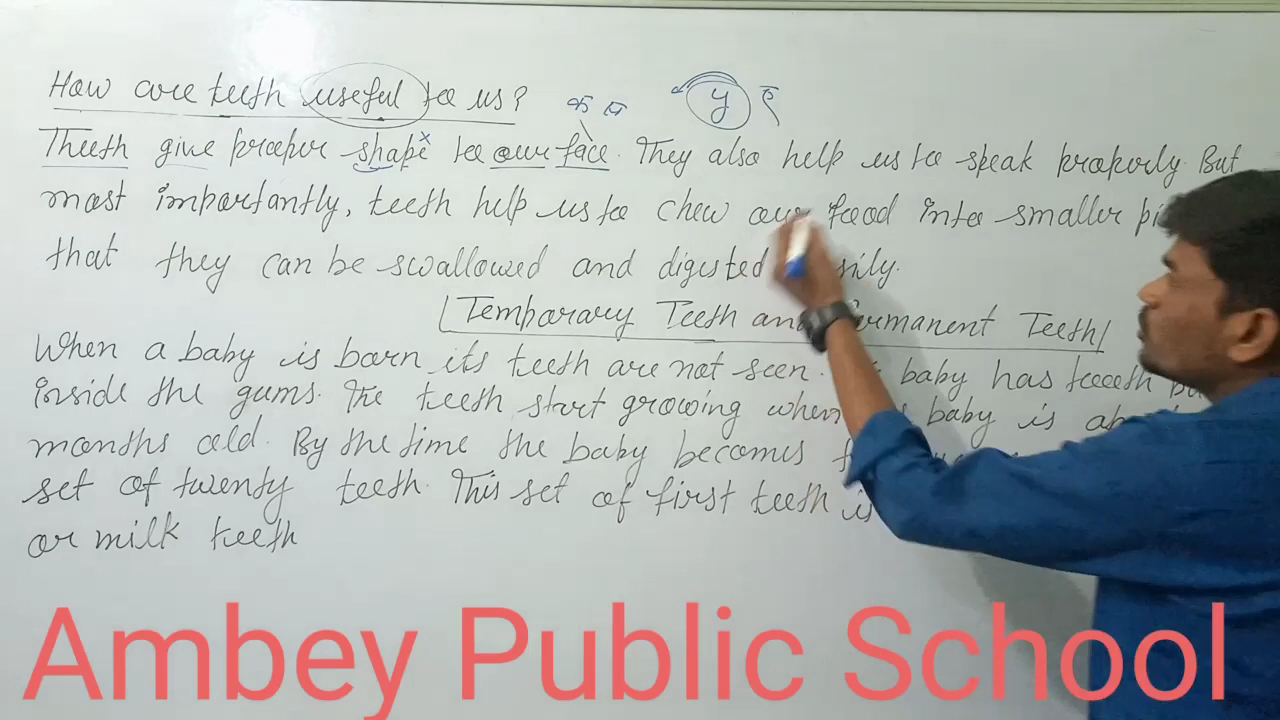 How are teeth useful to us?
क स
y ए
Theeth give proper shape x to our face. They also help us to speak properly. But
most importantly, teeth help us to chew our food into smaller
that they can be swallowed and digested
Temporary Teeth and Permanent Teeth
When a baby is born its teeth are not seen. baby has teeeth
inside the gums. The teeth start growing when baby is
months old. By the time the baby becomes
set of twenty teeth. This set of first teeth is
or milk teeth
Ambey Public School